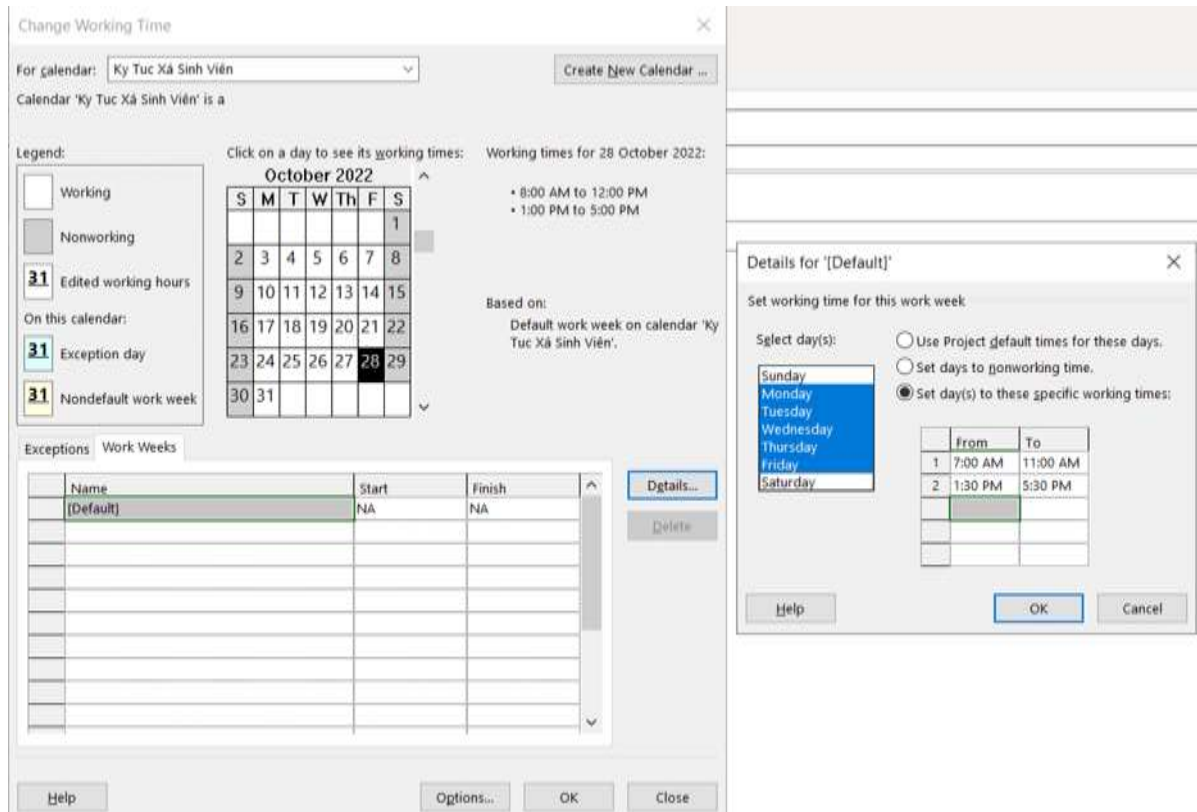 Change Working Time
For calendar: Ky Tuc Xá Sinh Viên
Create New Calendar ...
Calendar 'Ky Tuc Xá Sinh Viên' is a
Legend:
Working
Nonworking
31 Edited working hours
On this calendar:
31 Exception day
31 Nondefault work week
Click on a day to see its working times:
October 2022
S M T W Th F S
1
2 3 4 5 6 7 8
9 10 11 12 13 14 15
16 17 18 19 20 21 22
23 24 25 26 27 28 29
30 31
Working times for 28 October 2022:
• 8:00 AM to 12:00 PM
• 1:00 PM to 5:00 PM
Based on:
Default work week on calendar 'Ky
Tuc Xá Sinh Viên'.
Exceptions Work Weeks
Name Start Finish
[Default] NA NA
Details...
Delete
Help
Options...
OK
Close
Details for '[Default]'
Set working time for this work week
Select day(s):
Sunday
Monday
Tuesday
Wednesday
Thursday
Friday
Saturday
Use Project default times for these days.
Set days to nonworking time.
Set day(s) to these specific working times:
From To
1 7:00 AM 11:00 AM
2 1:30 PM 5:30 PM
Help
OK
Cancel